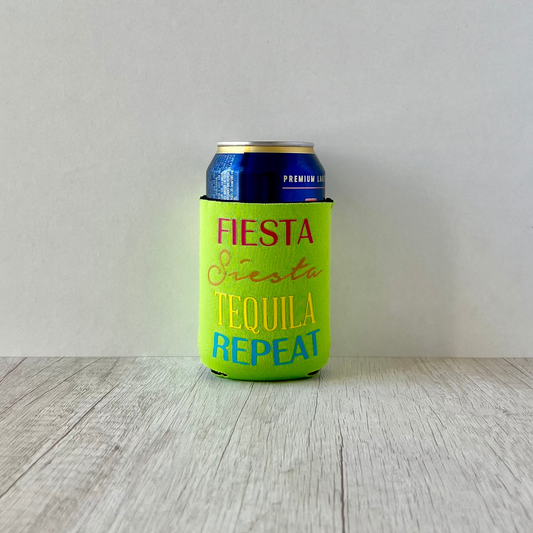 PREMIUM
FIESTA
Siesta
TEQUILA
REPEAT